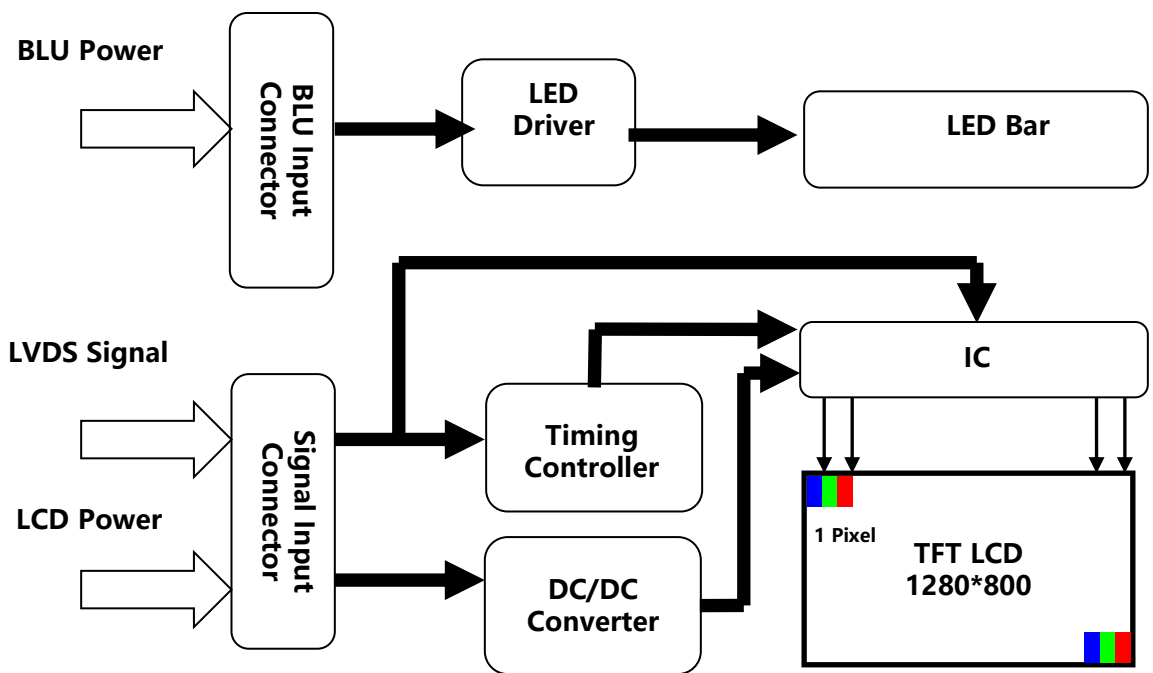 BLU Power
BLU Input
Connector
LED
Driver
LED Bar
LVDS Signal
LCD Power
Signal Input
Connector
Timing
Controller
DC/DC
Converter
IC
1 Pixel
TFT LCD
1280*800